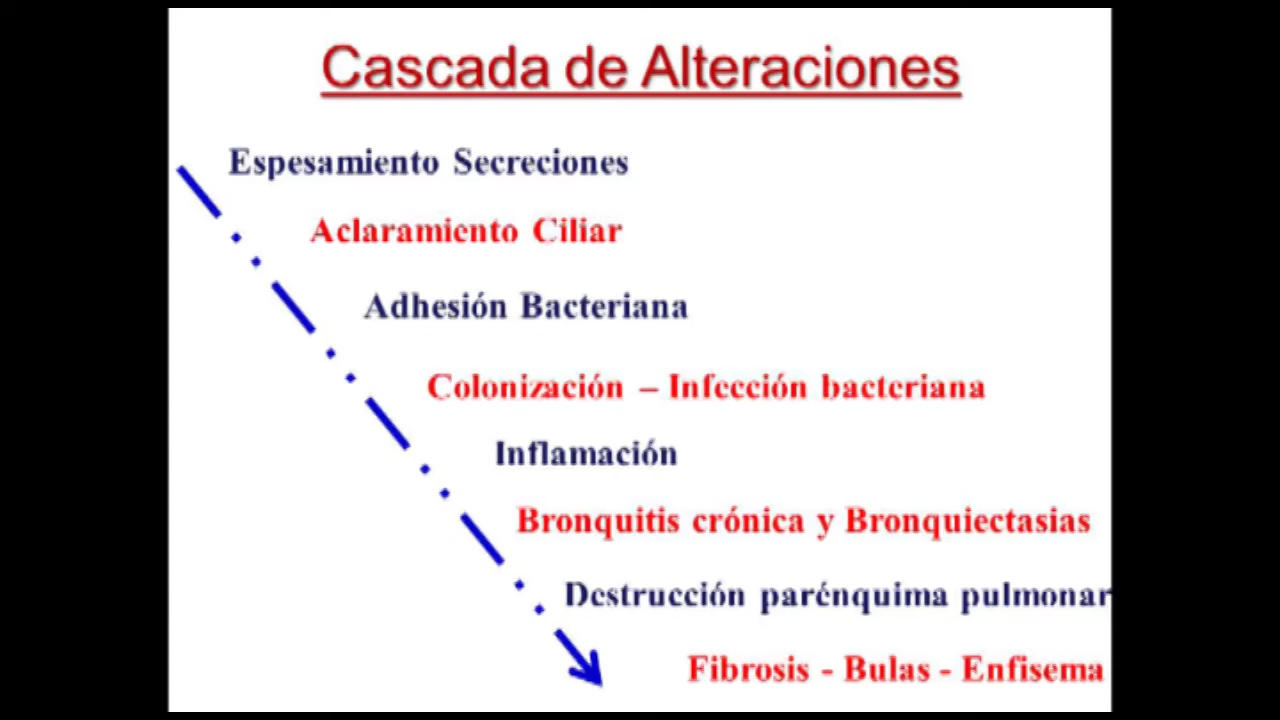 Cascada de Alteraciones
Espesamiento Secreciones
Aclaramiento Ciliar
Adhesión Bacteriana
Colonización – Infección bacteriana
Inflamación
Bronquitis crónica y Bronquiectasias
Destrucción parénquima pulmonar
Fibrosis - Bulas - Enfisema